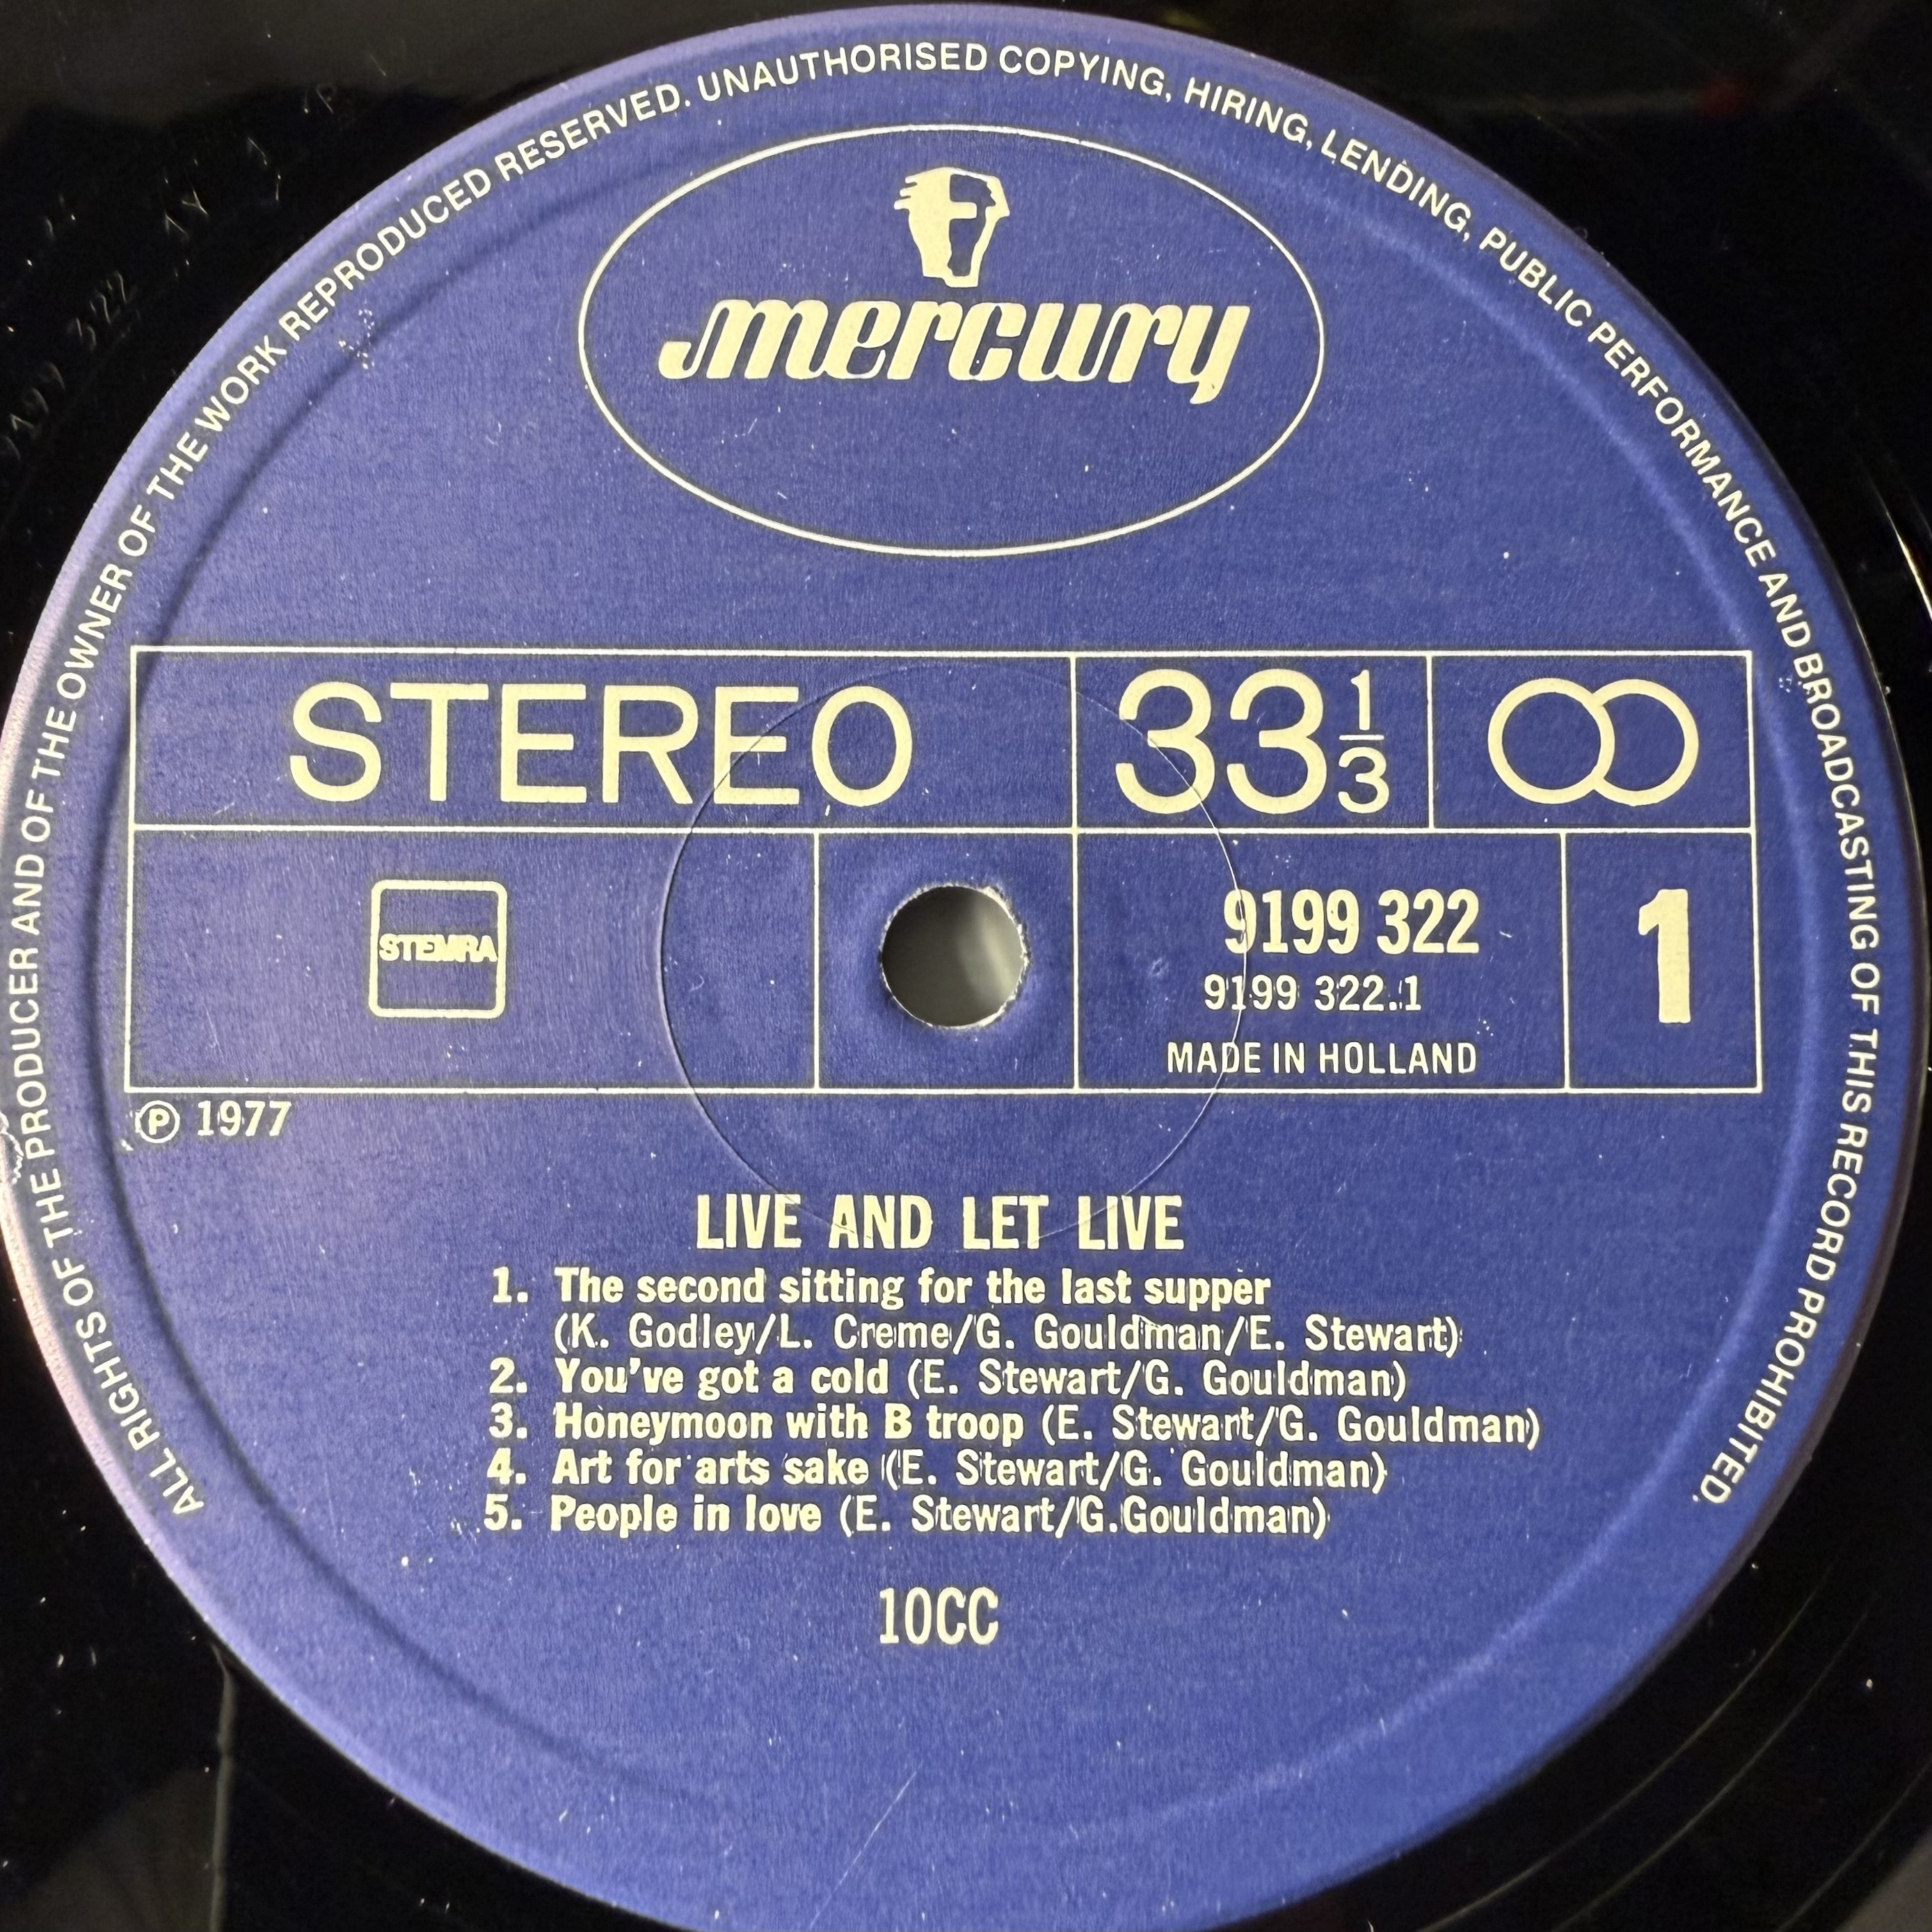 ALL RIGHTS OF THE PRODUCER AND OF THE OWNER OF THE WORK REPRODUCED RESERVED. UNAUTHORISED COPYING, HIRING, LENDING, PUBLIC PERFORMANCE AND BROADCASTING OF THIS RECORD PROHIBITED.
mercury
STEREO 33 1/3
STEMRA
9199 322 1
9199 322.1
MADE IN HOLLAND
Ⓟ 1977
LIVE AND LET LIVE
1. The second sitting for the last supper
(K. Godley/L. Creme/G. Gouldman/E. Stewart)
2. You've got a cold (E. Stewart/G. Gouldman)
3. Honeymoon with B troop (E. Stewart/G. Gouldman)
4. Art for arts sake (E. Stewart/G. Gouldman)
5. People in love (E. Stewart/G.Gouldman)
10CC